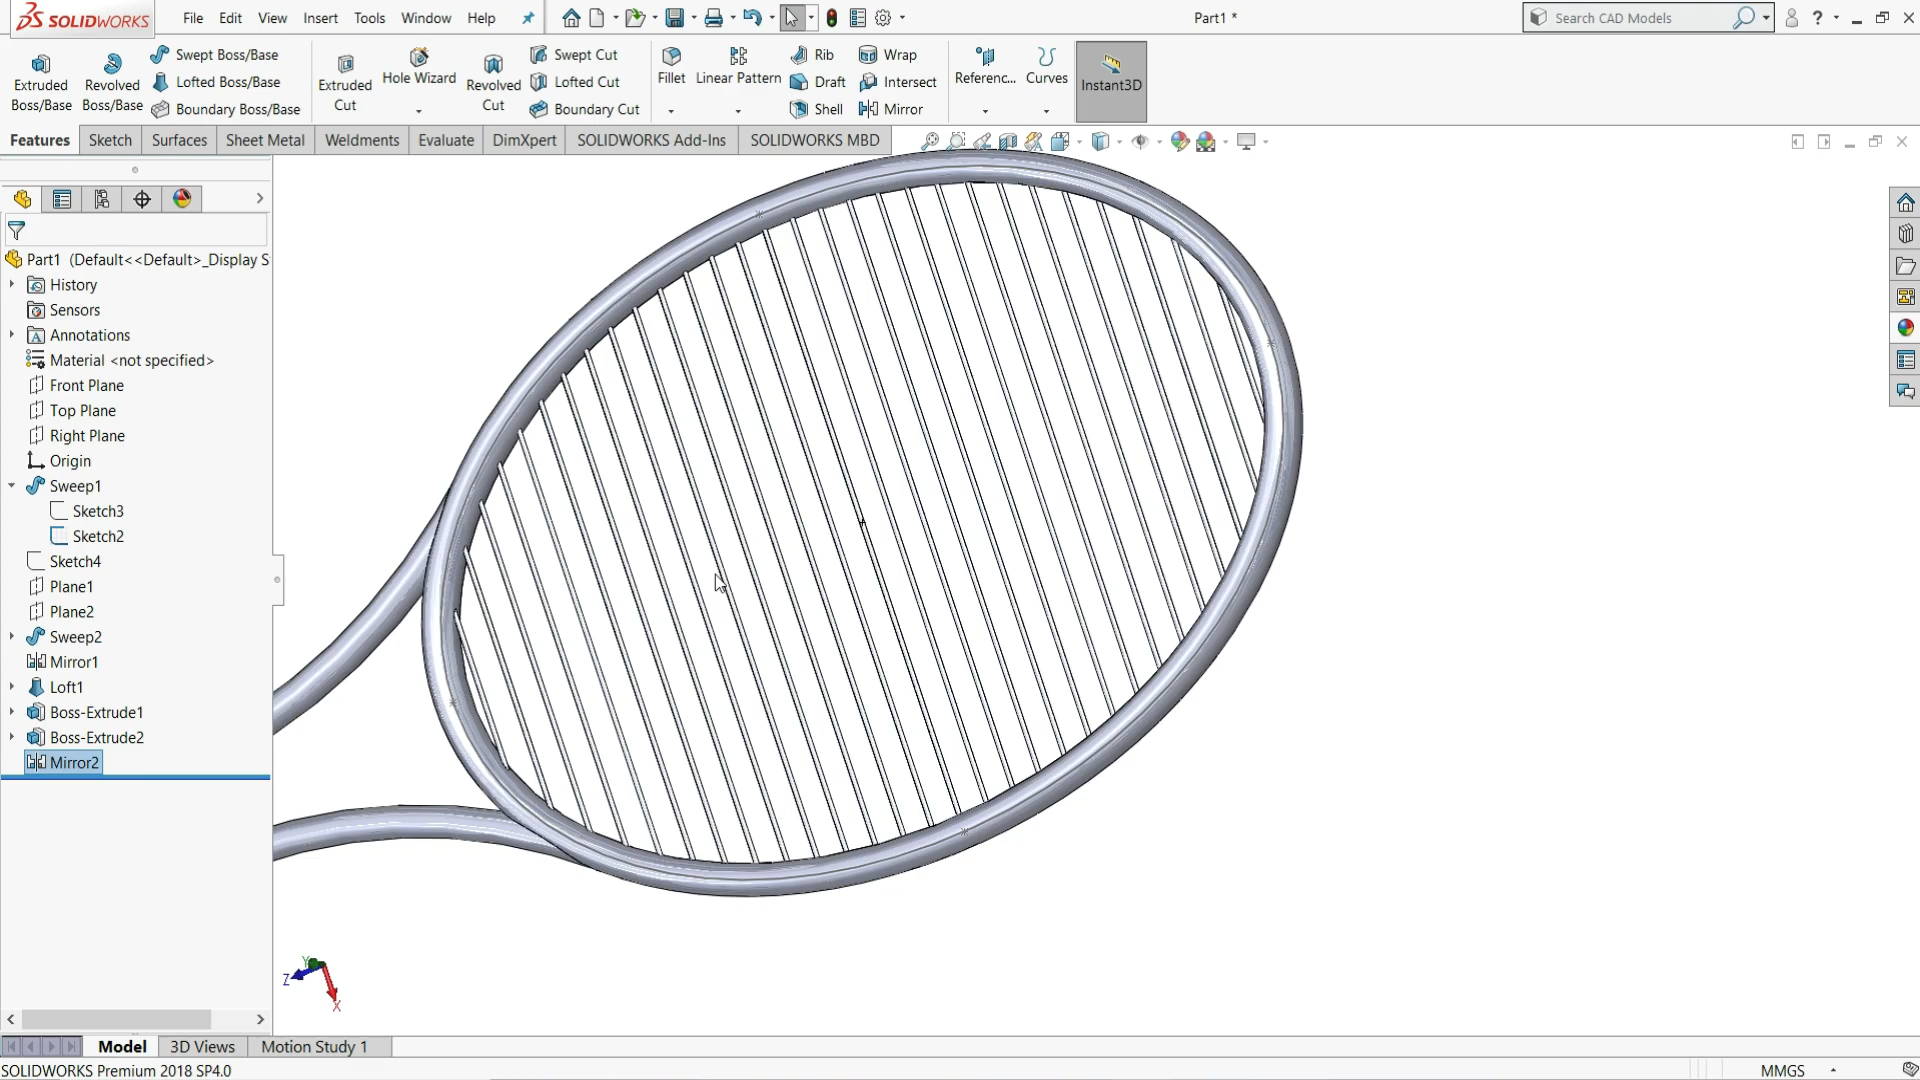 SOLIDWORKS
File Edit View Insert Tools Window Help
Part1 *
Search CAD Models
?
Extruded Boss/Base
Revolved Boss/Base
Swept Boss/Base
Lofted Boss/Base
Boundary Boss/Base
Extruded Cut
Hole Wizard
Revolved Cut
Swept Cut
Lofted Cut
Boundary Cut
Fillet
Linear Pattern
Rib
Draft
Shell
Wrap
Intersect
Mirror
Referenc...
Curves
Instant3D
Features Sketch Surfaces Sheet Metal Weldments Evaluate DimXpert SOLIDWORKS Add-Ins SOLIDWORKS MBD
Part1 (Default<<Default>_Display S
History
Sensors
Annotations
Material <not specified>
Front Plane
Top Plane
Right Plane
Origin
Sweep1
Sketch3
Sketch2
Sketch4
Plane1
Plane2
Sweep2
Mirror1
Loft1
Boss-Extrude1
Boss-Extrude2
Mirror2
Y
Z
X
Model 3D Views Motion Study 1
SOLIDWORKS Premium 2018 SP4.0
MMGS